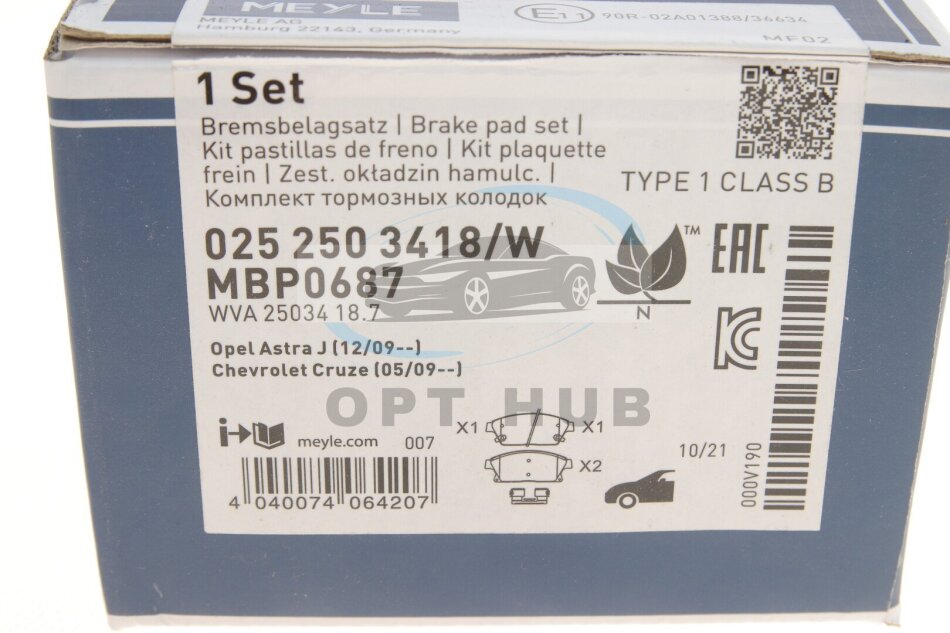 MEYLE
MEYLE AG
Hamburg 22143, Germany
E11 90R-02A01388/36634
MF02
1 Set
Bremsbelagsatz | Brake pad set |
Kit pastillas de freno | Kit plaquette
frein | Zest. okładzin hamulc. |
Комплект тормозных колодок
TYPE 1 CLASS B
025 250 3418/W
MBP0687
WVA 25034 18.7
TM
N
EAC
KC
Opel Astra J (12/09--)
Chevrolet Cruze (05/09--)
OPT HUB
i
meyle.com
007
X1
X1
X2
10/21
000V190
4 040074 064207